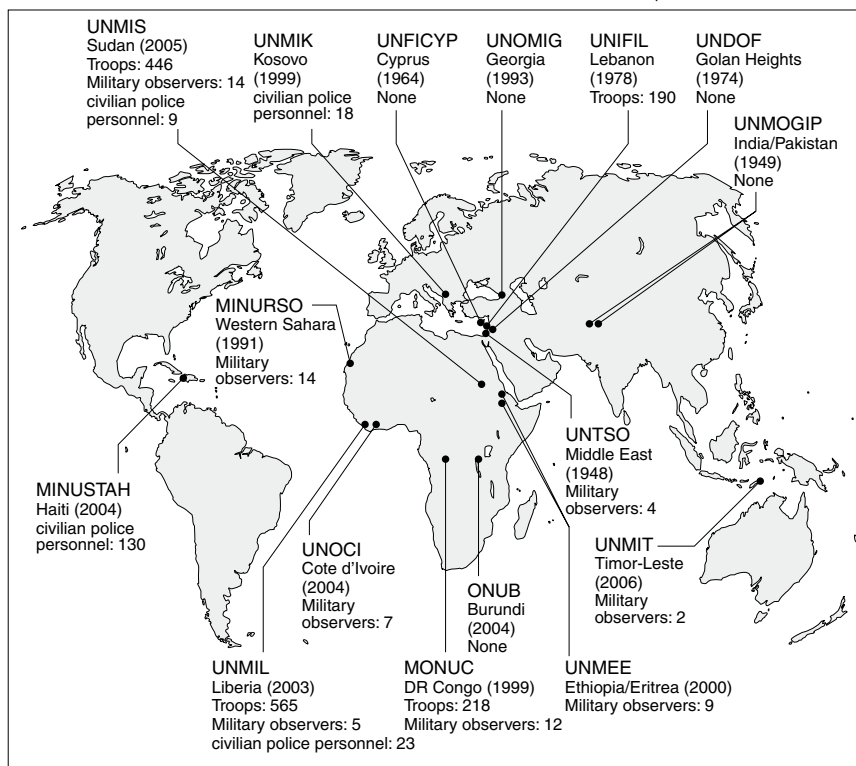 UNMIS
Sudan (2005)
Troops: 446
Military observers: 14
civilian police
personnel: 9
UNMIK
Kosovo
(1999)
civilian police
personnel: 18
UNFICYP
Cyprus
(1964)
None
UNOMIG
Georgia
(1993)
None
UNIFIL
Lebanon
(1978)
Troops: 190
UNDOF
Golan Heights
(1974)
None
UNMOGIP
India/Pakistan
(1949)
None
MINURSO
Western Sahara
(1991)
Military
observers: 14
UNTSO
Middle East
(1948)
Military
observers: 4
MINUSTAH
Haiti (2004)
civilian police
personnel: 130
UNOCI
Cote d'Ivoire
(2004)
Military
observers: 7
ONUB
Burundi
(2004)
None
UNMIT
Timor-Leste
(2006)
Military
observers: 2
UNMIL
Liberia (2003)
Troops: 565
Military observers: 5
civilian police personnel: 23
MONUC
DR Congo (1999)
Troops: 218
Military observers: 12
UNMEE
Ethiopia/Eritrea (2000)
Military observers: 9